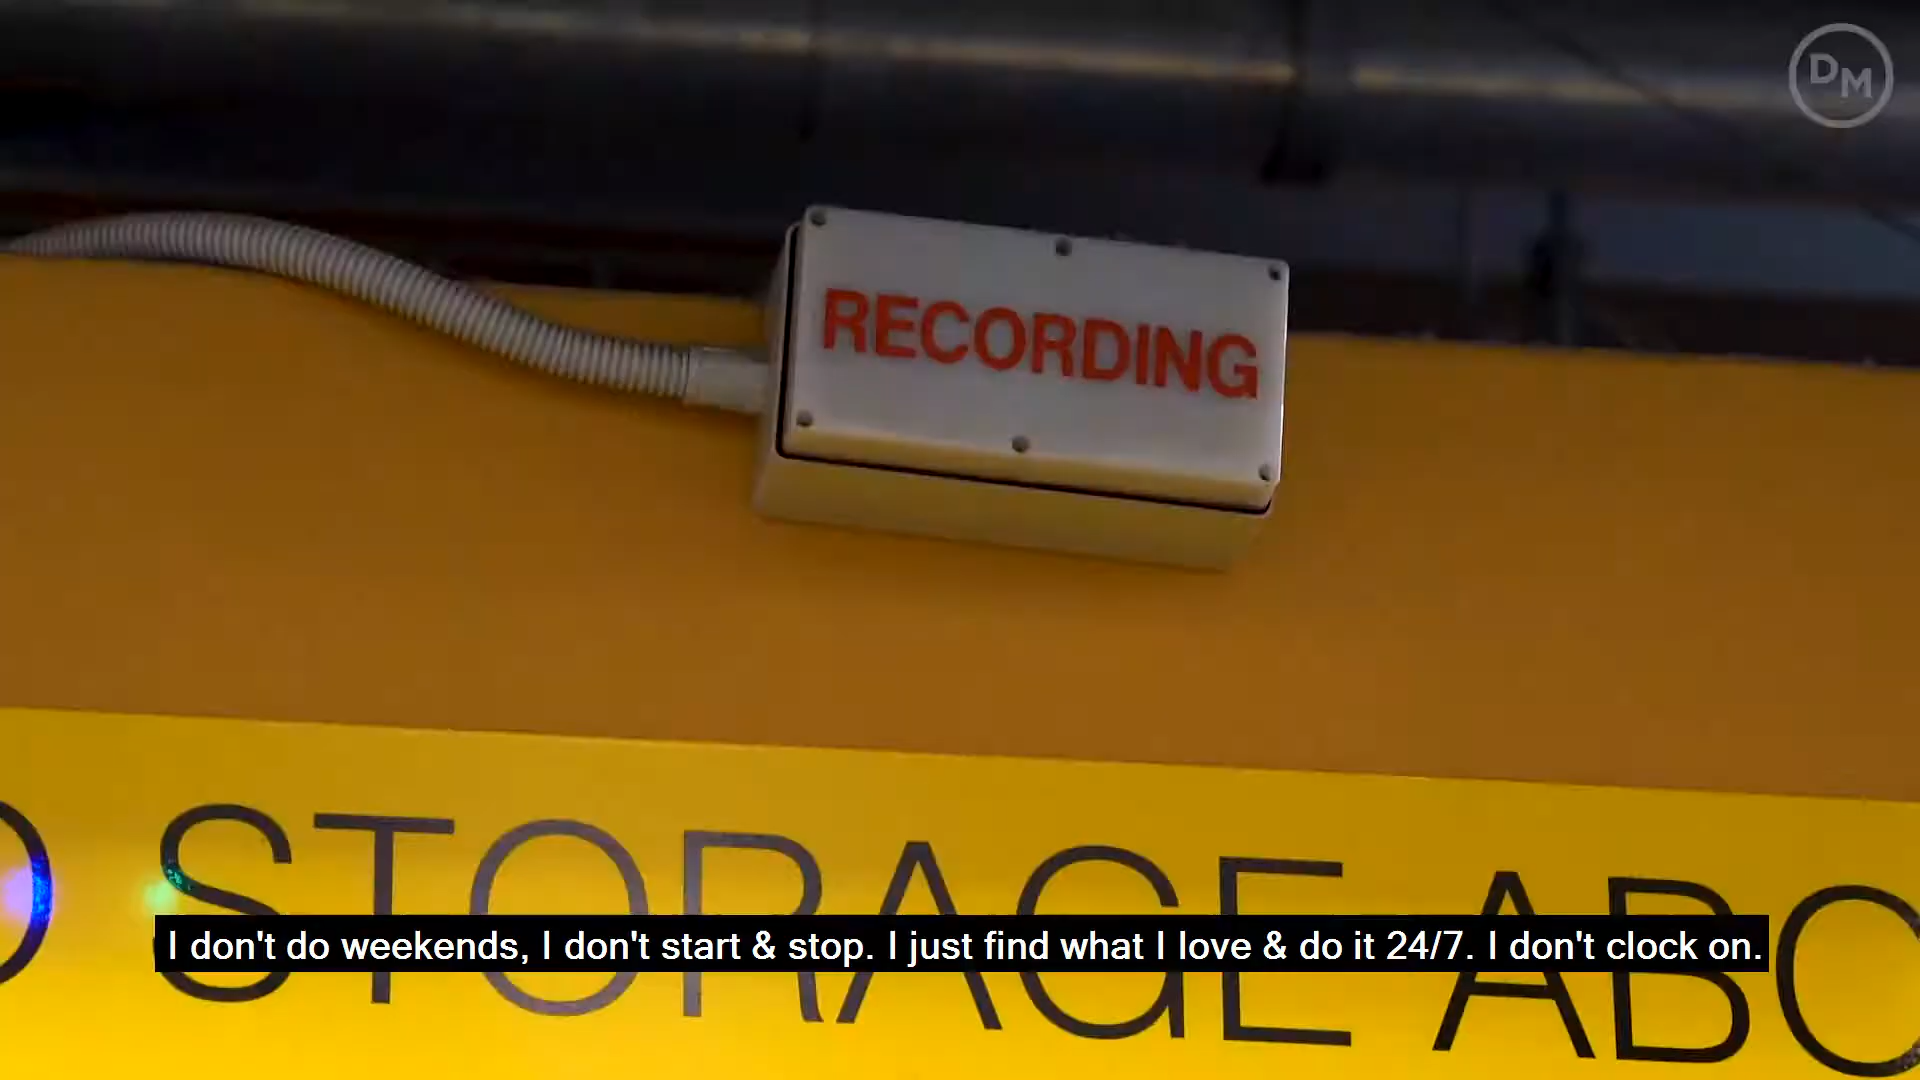 DM
RECORDING
STORAGE
I don't do weekends, I don't start & stop. I just find what I love & do it 24/7. I don't clock on.